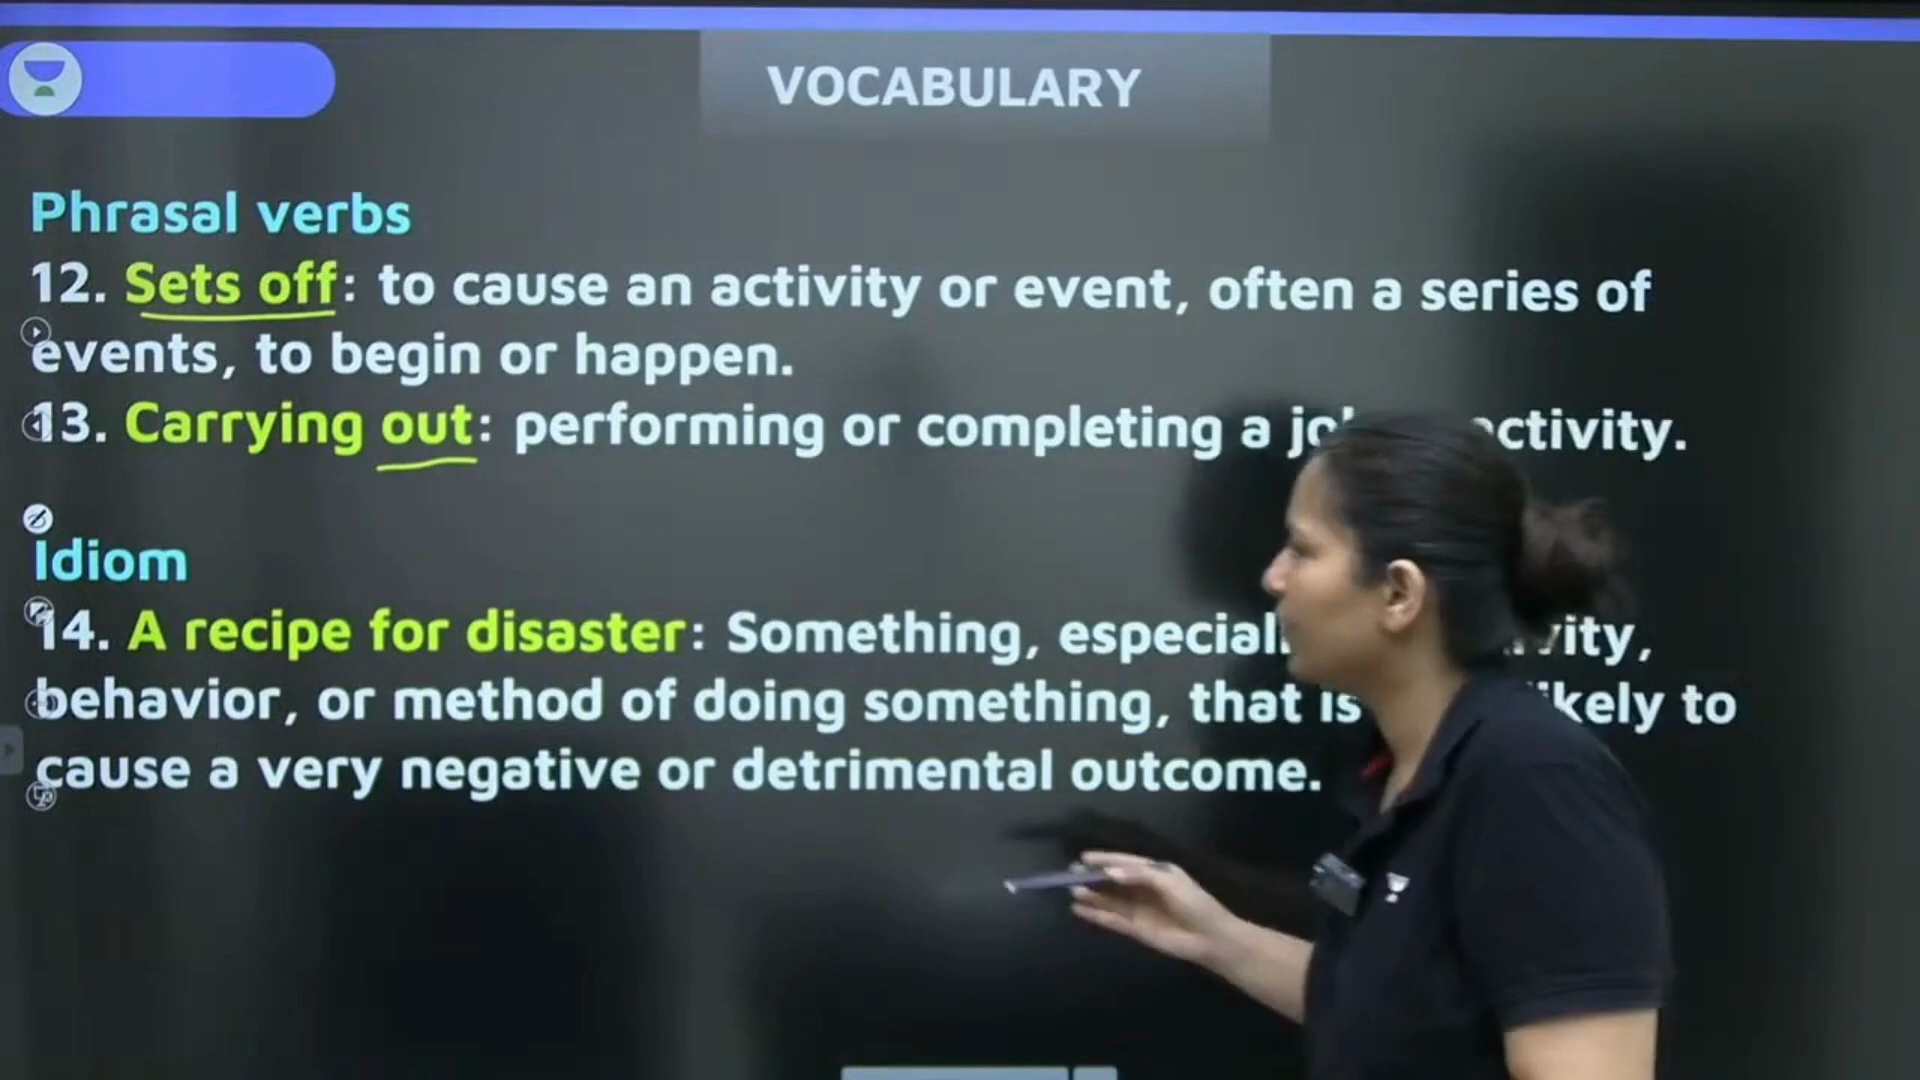 VOCABULARY
Phrasal verbs
12. Sets off: to cause an activity or event, often a series of
events, to begin or happen.
13. Carrying out: performing or completing a activity.
Idiom
14. A recipe for disaster: Something,
behavior, or method of doing something, that is likely to
cause a very negative or detrimental outcome.